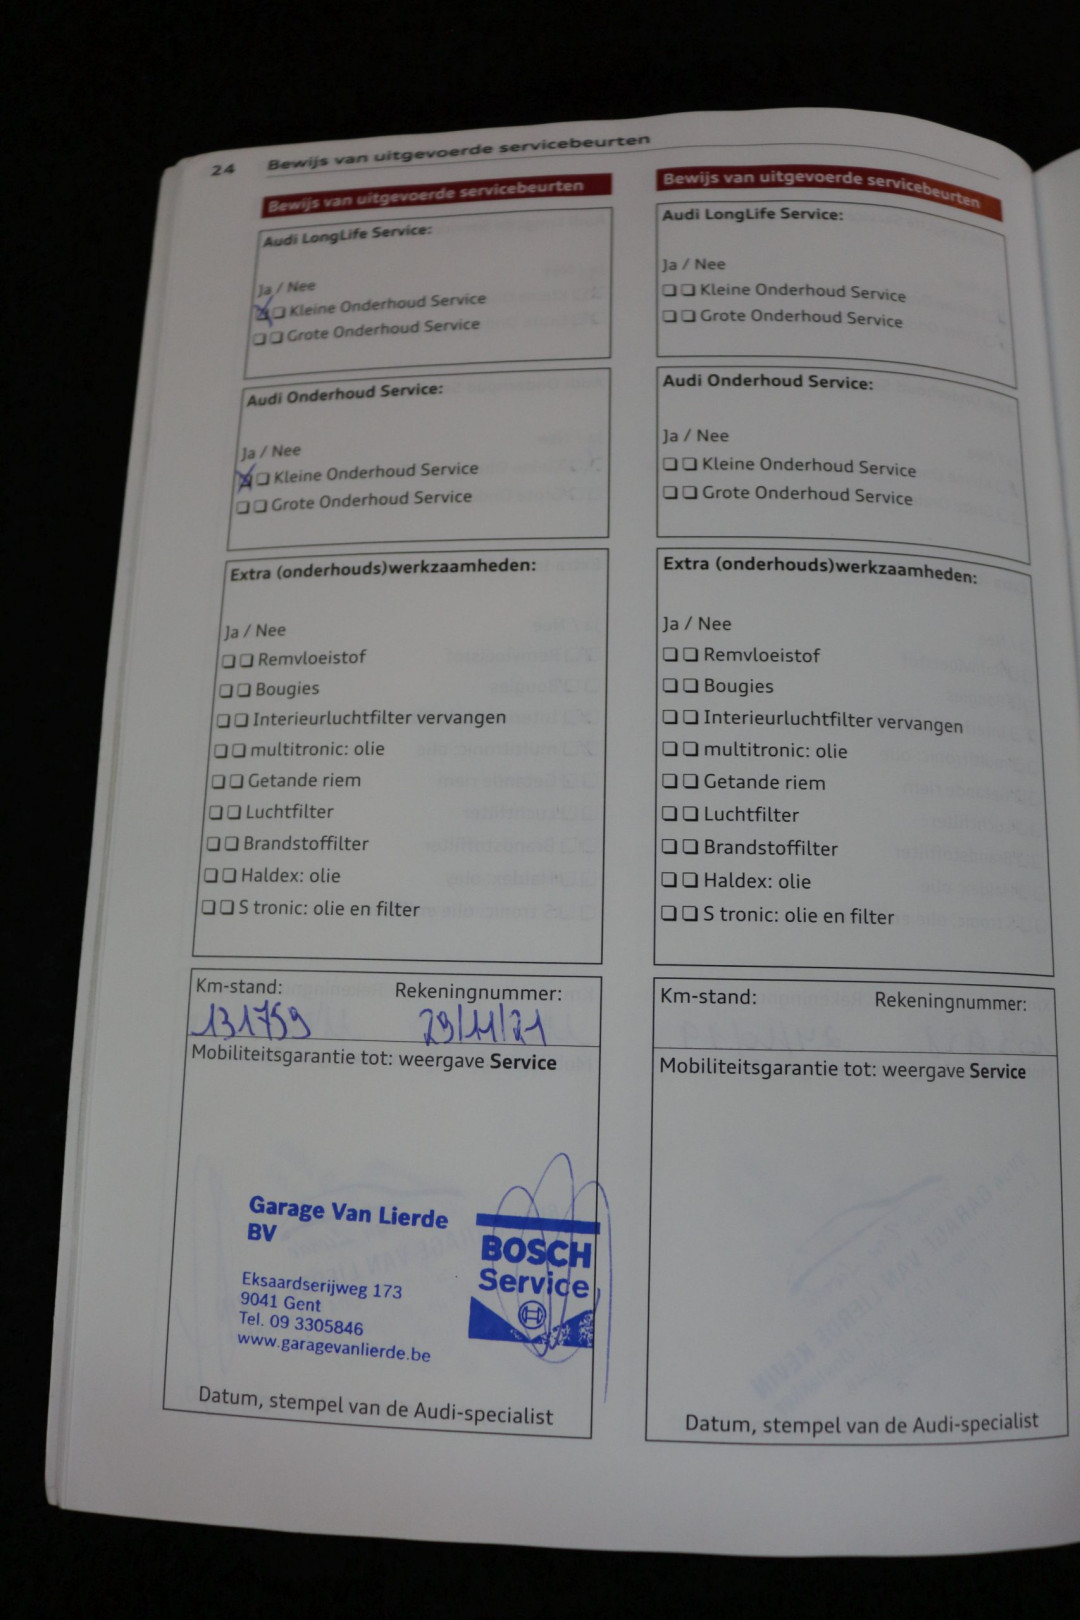 24 Bewijs van uitgevoerde servicebeurten
Bewijs van uitgevoerde servicebeurten
Audi LongLife Service:
Ja / Nee
Kleine Onderhoud Service
Grote Onderhoud Service
Audi Onderhoud Service:
Ja / Nee
Kleine Onderhoud Service
Grote Onderhoud Service
Extra (onderhouds)werkzaamheden:
Ja / Nee
Remvloeistof
Bougies
Interieurluchtfilter vervangen
multitronic: olie
Getande riem
Luchtfilter
Brandstoffilter
Haldex: olie
S tronic: olie en filter
Km-stand: Rekeningnummer:
131759 29/11/21
Mobiliteitsgarantie tot: weergave Service
Garage Van Lierde
BV
Eksaardserijweg 173
9041 Gent
Tel. 09 3305846
www.garagevanlierde.be
BOSCH
Service
Datum, stempel van de Audi-specialist
Bewijs van uitgevoerde servicebeurten
Audi LongLife Service:
Ja / Nee
Kleine Onderhoud Service
Grote Onderhoud Service
Audi Onderhoud Service:
Ja / Nee
Kleine Onderhoud Service
Grote Onderhoud Service
Extra (onderhouds)werkzaamheden:
Ja / Nee
Remvloeistof
Bougies
Interieurluchtfilter vervangen
multitronic: olie
Getande riem
Luchtfilter
Brandstoffilter
Haldex: olie
S tronic: olie en filter
Km-stand: Rekeningnummer:
Mobiliteitsgarantie tot: weergave Service
Datum, stempel van de Audi-specialist